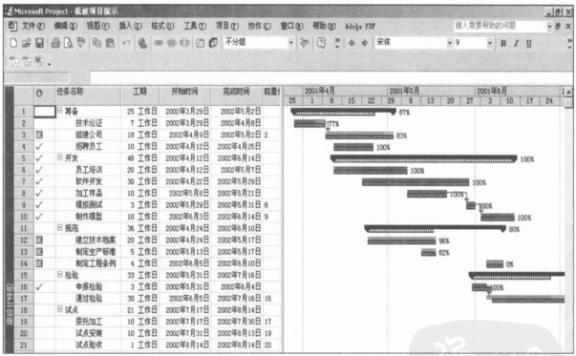 Microsoft Project - 载波项目演示
文件(F) 编辑(E) 视图(V) 插入(I) 格式(O) 工具(T) 项目(P) 协作(C) 窗口(W) 帮助(H) Adobe PDF 键入需要帮助的问题
不分组 宋体 9 B I U
任务名称 工期 开始时间 完成时间 前置任
2001年4月 2001年5月 2001年6月
25 1 8 15 22 29 6 13 20 27 3 10 17 24
1 筹备 25 工作日 2002年3月29日 2002年5月2日 87%
2 技术论证 7 工作日 2002年3月29日 2002年4月8日 77%
3 组建公司 18 工作日 2002年4月9日 2002年5月2日 2 83%
4 招聘员工 10 工作日 2002年4月12日 2002年4月25日 100%
5 开发 48 工作日 2002年4月12日 2002年6月14日 100%
6 员工培训 20 工作日 2002年4月12日 2002年5月7日 100%
7 软件开发 30 工作日 2002年4月22日 2002年5月29日 100%
8 加工样品 10 工作日 2002年5月8日 2002年5月21日 100%
9 模拟测试 3 工作日 2002年5月29日 2002年5月31日 8 100%
10 制作模型 10 工作日 2002年6月3日 2002年6月14日 9 100%
11 规范 36 工作日 2002年4月24日 2002年6月10日 80%
12 建立技术档案 20 工作日 2002年4月24日 2002年5月17日 96%
13 制定生产标准 5 工作日 2002年5月13日 2002年5月17日 82%
14 制定工程条例 4 工作日 2002年6月5日 2002年6月10日 0%
15 检验 33 工作日 2002年5月31日 2002年7月16日
16 申报检验 3 工作日 2002年5月31日 2002年6月4日 100%
17 通过检验 30 工作日 2002年6月5日 2002年7月16日 16
18 试点 21 工作日 2002年7月17日 2002年8月14日
19 委托加工 10 工作日 2002年7月17日 2002年7月30日 17
20 试点安装 10 工作日 2002年7月31日 2002年8月13日 19
21 试点验收 1 工作日 2002年8月14日 2002年8月14日 20